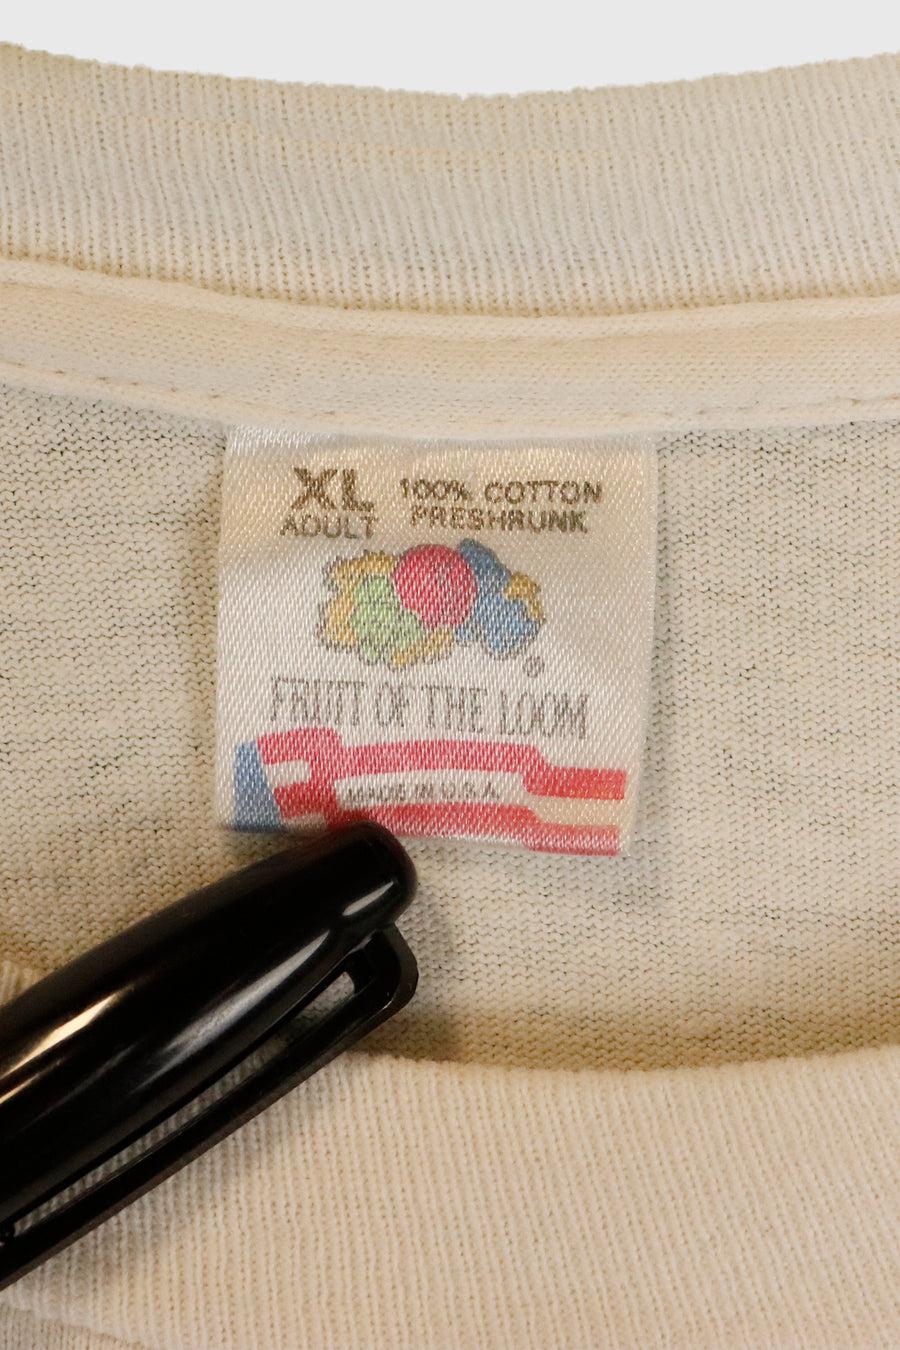 XL 100% COTTON
ADULT PRESHRUNK
®
FRUIT OF THE LOOM
MADE IN U.S.A.